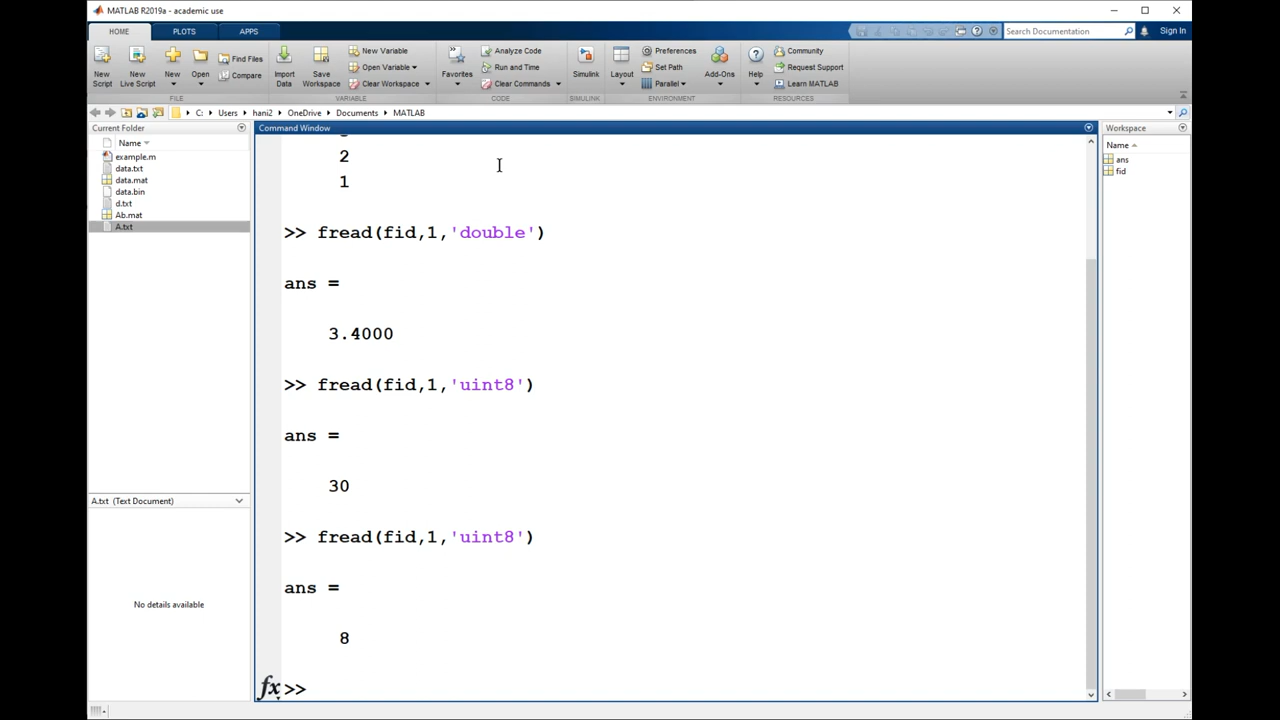 MATLAB R2019a - academic use
HOME PLOTS APPS
Search Documentation
Sign In
New Script
New Live Script
New
Open
Find Files
Compare
Import Data
Save Workspace
New Variable
Open Variable
Clear Workspace
Favorites
Analyze Code
Run and Time
Clear Commands
Simulink
Layout
Preferences
Set Path
Parallel
Add-Ons
Help
Community
Request Support
Learn MATLAB
FILE VARIABLE CODE SIMULINK ENVIRONMENT RESOURCES
C: Users hani2 OneDrive Documents MATLAB
Current Folder
Name
example.m
data.txt
data.mat
data.bin
d.txt
Ab.mat
A.txt
A.txt (Text Document)
No details available
Command Window
2
1
>> fread(fid,1,'double')
ans =
3.4000
>> fread(fid,1,'uint8')
ans =
30
>> fread(fid,1,'uint8')
ans =
8
fx >>
Workspace
Name
ans
fid